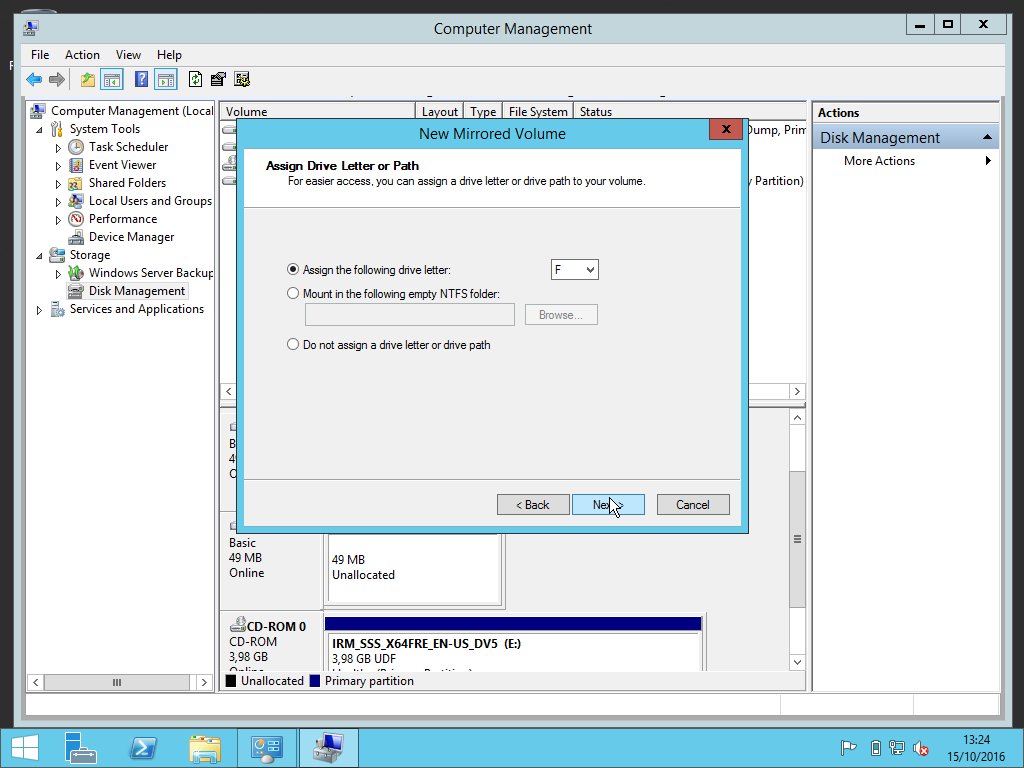 Computer Management
File Action View Help
Computer Management (Local
System Tools
Task Scheduler
Event Viewer
Shared Folders
Local Users and Groups
Performance
Device Manager
Storage
Windows Server Backup
Disk Management
Services and Applications
Volume Layout Type File System Status
Dump, Prim
y Partition)
New Mirrored Volume
Assign Drive Letter or Path
For easier access, you can assign a drive letter or drive path to your volume.
Assign the following drive letter: F
Mount in the following empty NTFS folder:
Browse...
Do not assign a drive letter or drive path
< Back Next > Cancel
Basic
49 MB
Online
49 MB
Unallocated
CD-ROM 0
CD-ROM
3,98 GB
Online
IRM_SSS_X64FRE_EN-US_DV5 (E:)
3,98 GB UDF
Unallocated Primary partition
Actions
Disk Management
More Actions
13:24
15/10/2016